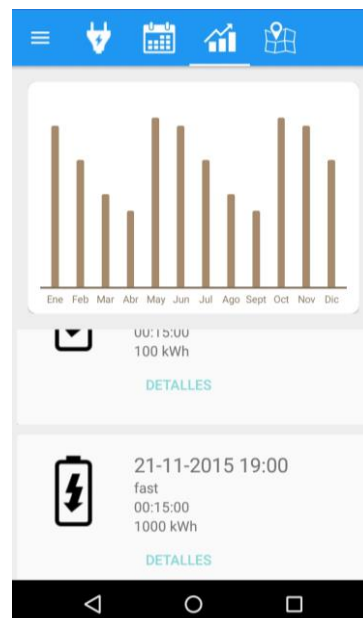 Ene Feb Mar Abr May Jun Jul Ago Sept Oct Nov Dic
00:15:00
100 kWh
DETALLES
21-11-2015 19:00
fast
00:15:00
1000 kWh
DETALLES